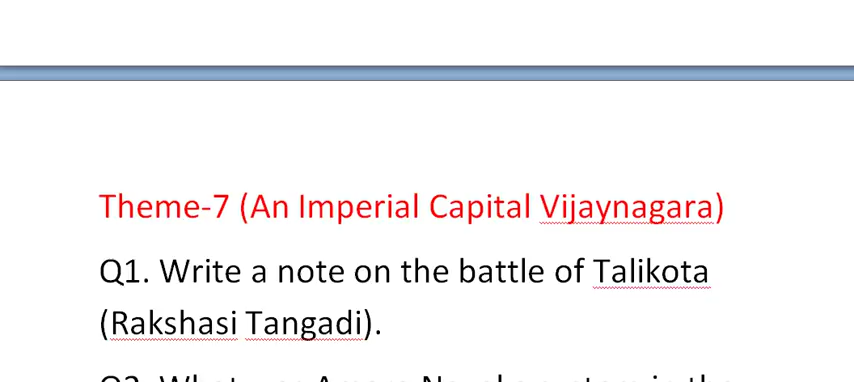 Theme-7 (An Imperial Capital Vijaynagara)
Q1. Write a note on the battle of Talikota
(Rakshasi Tangadi).